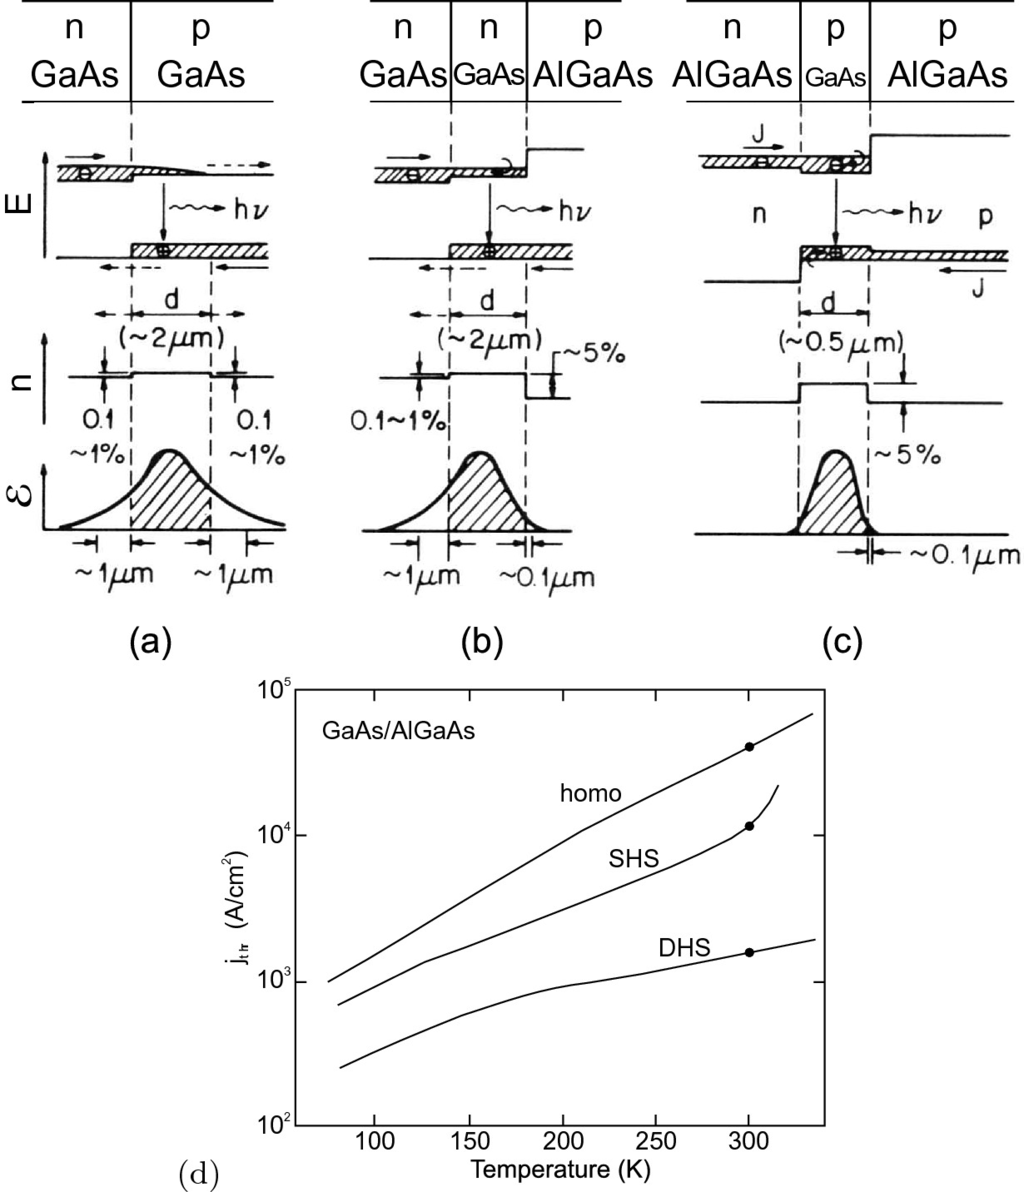 n p n n p n p p
GaAs GaAs GaAs GaAs AlGaAs AlGaAs GaAs AlGaAs
J
E
hν hν n hν p
J
d d d
(~2μm) (~2μm) ~5% (~0.5μm)
n
0.1 0.1 0.1~1%
~1% ~1% ~5%
ℰ
~1μm ~1μm ~1μm ~0.1μm ~0.1μm
(a) (b) (c)
10⁵
GaAs/AlGaAs
homo
10⁴
SHS
jthr (A/cm²)
DHS
10³
10²
100 150 200 250 300
Temperature (K)
(d)